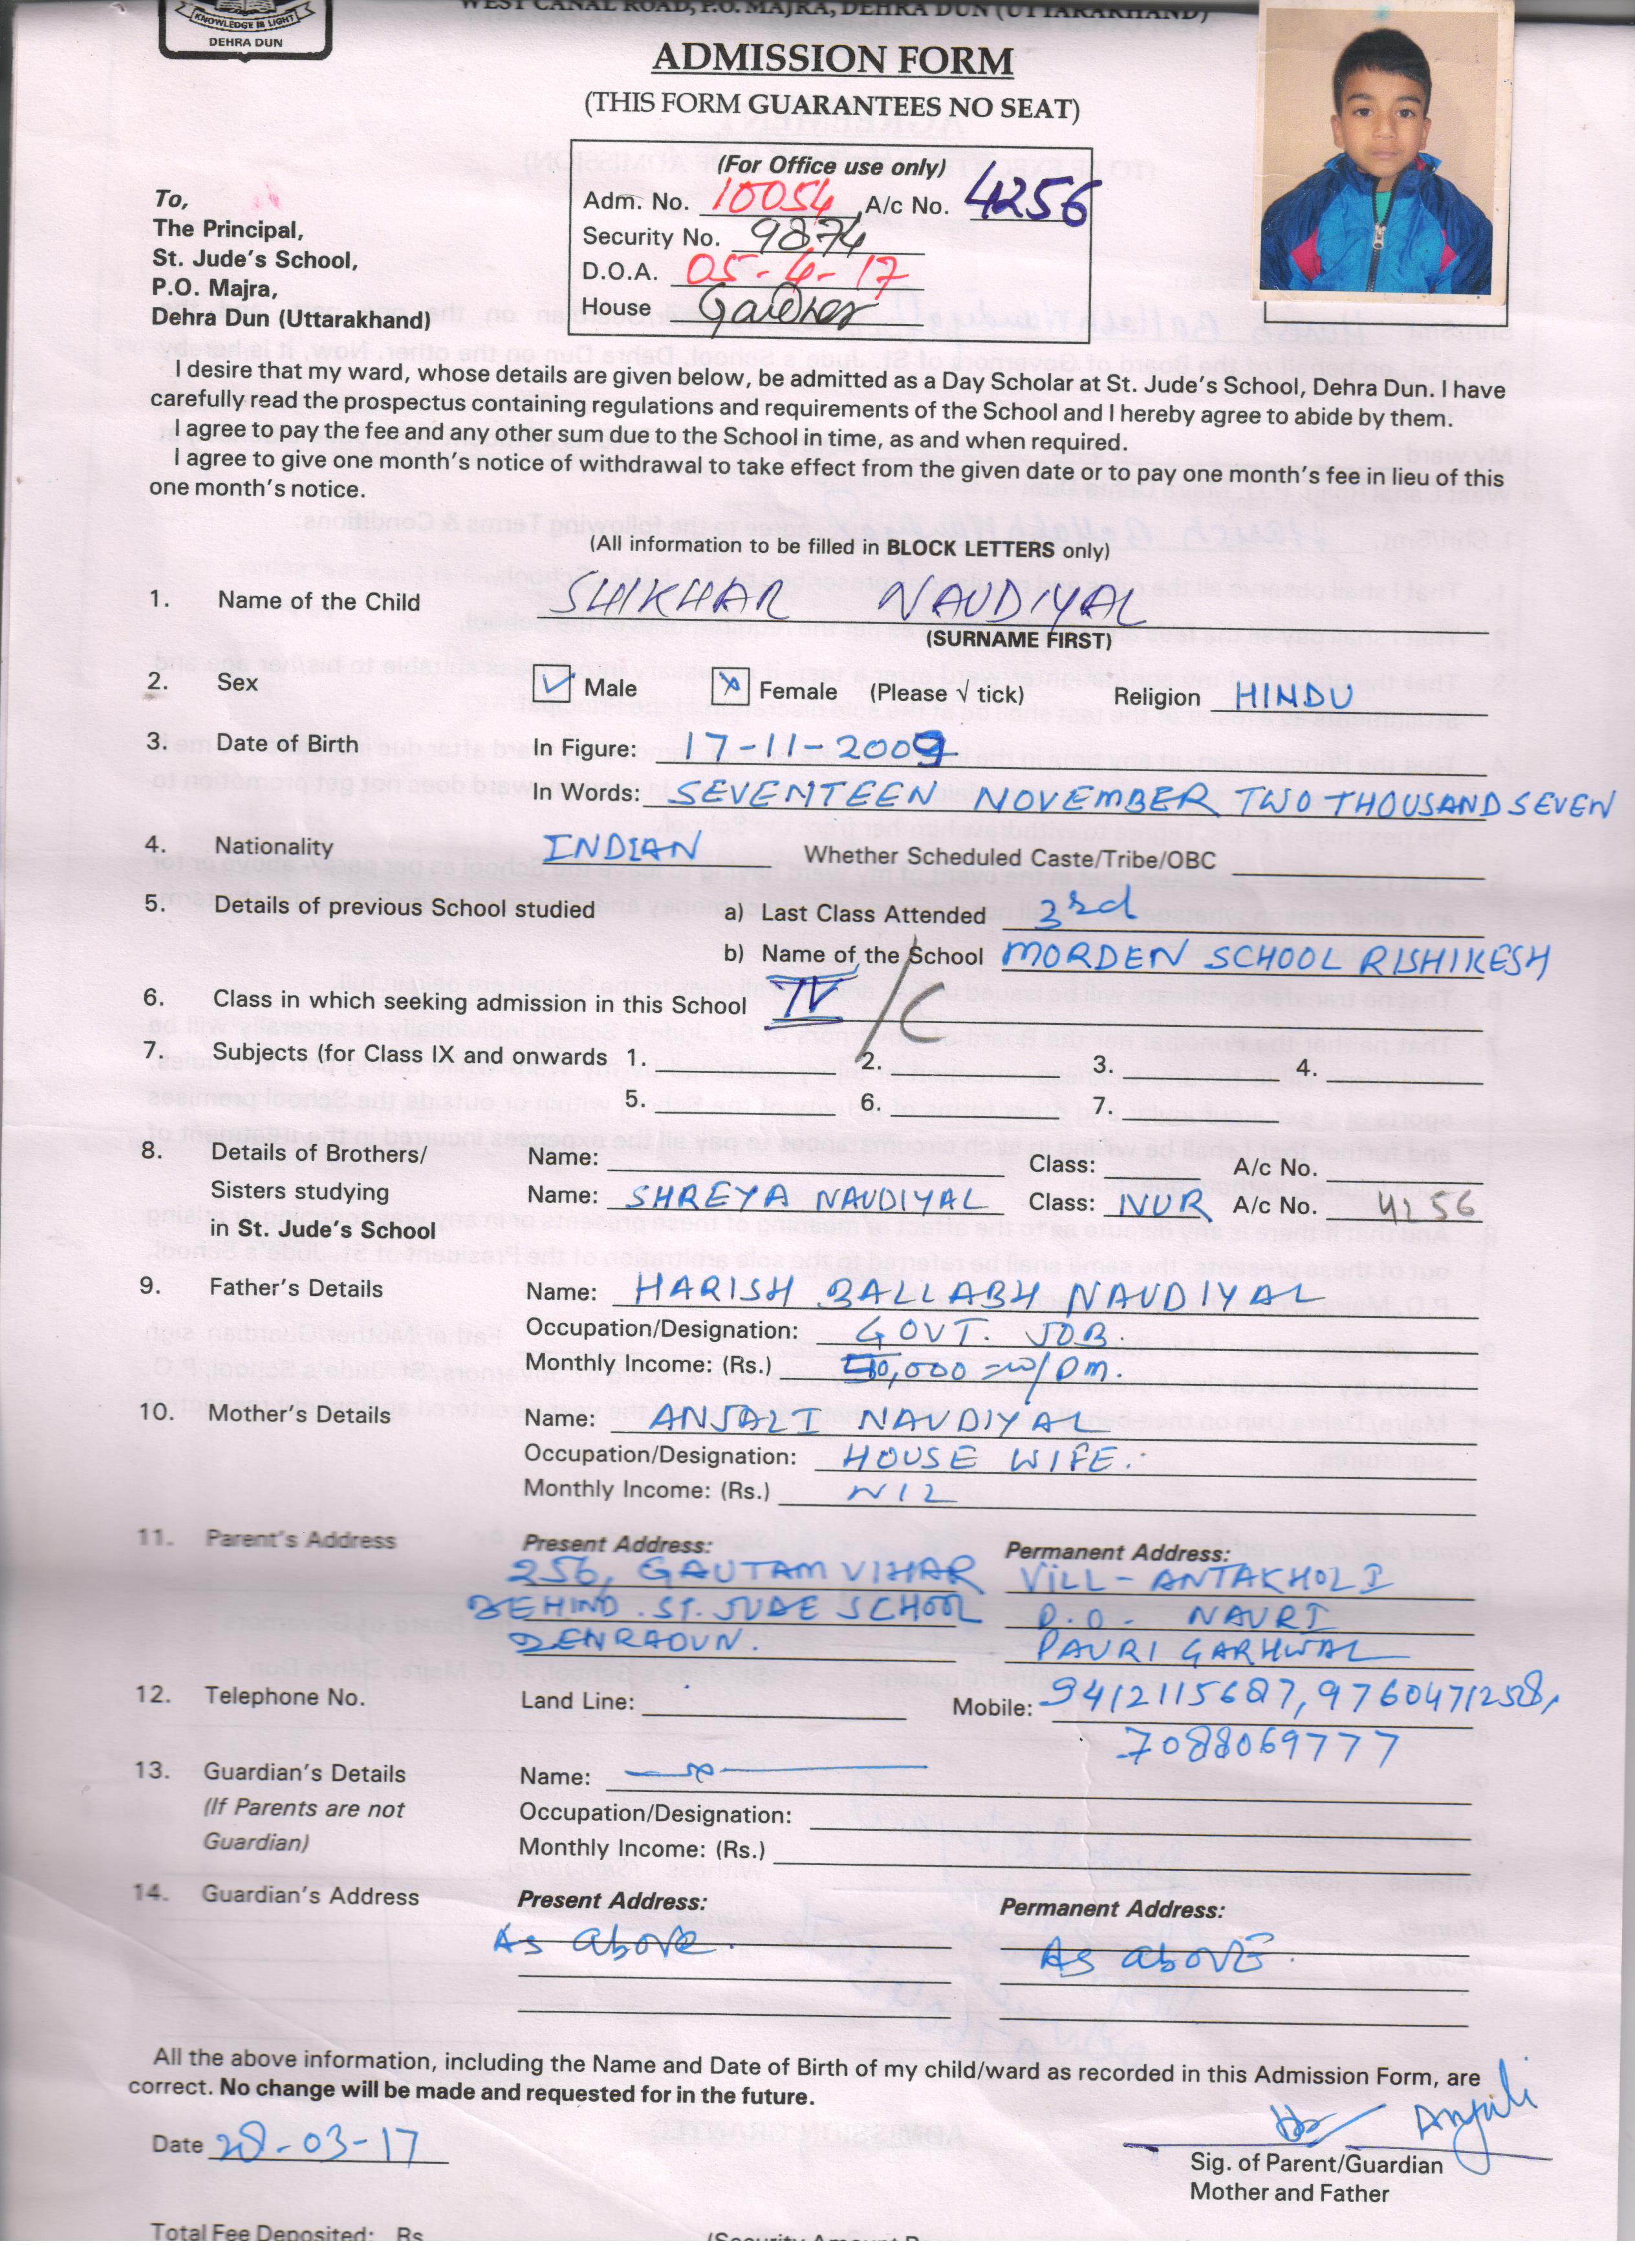 KNOWLEDGE IS LIGHT
DEHRA DUN
WEST CANAL ROAD, P.O. MAJRA, DEHRA DUN (UTTARAKHAND)
ADMISSION FORM
(THIS FORM GUARANTEES NO SEAT)
(For Office use only)
Adm. No. 10054 A/c No. 4256
Security No. 9874
D.O.A. 05-4-17
House
To,
The Principal,
St. Jude's School,
P.O. Majra,
Dehra Dun (Uttarakhand)
I desire that my ward, whose details are given below, be admitted as a Day Scholar at St. Jude's School, Dehra Dun. I have
carefully read the prospectus containing regulations and requirements of the School and I hereby agree to abide by them.
I agree to pay the fee and any other sum due to the School in time, as and when required.
I agree to give one month's notice of withdrawal to take effect from the given date or to pay one month's fee in lieu of this
one month's notice.
(All information to be filled in BLOCK LETTERS only)
1. Name of the Child SHIKHAR NAUDIYAL
(SURNAME FIRST)
2. Sex Male Female (Please √ tick) Religion HINDU
3. Date of Birth In Figure: 17-11-2009
In Words: SEVENTEEN NOVEMBER TWO THOUSAND SEVEN
4. Nationality INDIAN Whether Scheduled Caste/Tribe/OBC
5. Details of previous School studied a) Last Class Attended 3rd
b) Name of the School MORDEN SCHOOL RISHIKESH
6. Class in which seeking admission in this School IV/C
7. Subjects (for Class IX and onwards 1. 2. 3. 4.
5. 6. 7.
8. Details of Brothers/ Name: Class: A/c No.
Sisters studying Name: SHREYA NAUDIYAL Class: NUR A/c No. 4256
in St. Jude's School
9. Father's Details Name: HARISH BALLABH NAUDIYAL
Occupation/Designation: GOVT. JOB.
Monthly Income: (Rs.)
10. Mother's Details Name: ANJALI NAUDIYAL
Occupation/Designation: HOUSE WIFE.
Monthly Income: (Rs.) NIL
11. Parent's Address Present Address: Permanent Address:
256, GAUTAM VIHAR VILL - ANTAKHOLI
BEHIND . ST. JUDE SCHOOL P.O. NAURI
DEHRADUN. PAURI GARHWAL
12. Telephone No. Land Line: Mobile: 9412115687, 9760471258,
7088069777
13. Guardian's Details Name:
(If Parents are not Occupation/Designation:
Guardian) Monthly Income: (Rs.)
14. Guardian's Address Present Address: Permanent Address:
As above. As above.
All the above information, including the Name and Date of Birth of my child/ward as recorded in this Admission Form, are
correct. No change will be made and requested for in the future.
Anjali
Date 28-03-17
Sig. of Parent/Guardian
Mother and Father
Total Fee Deposited: Rs